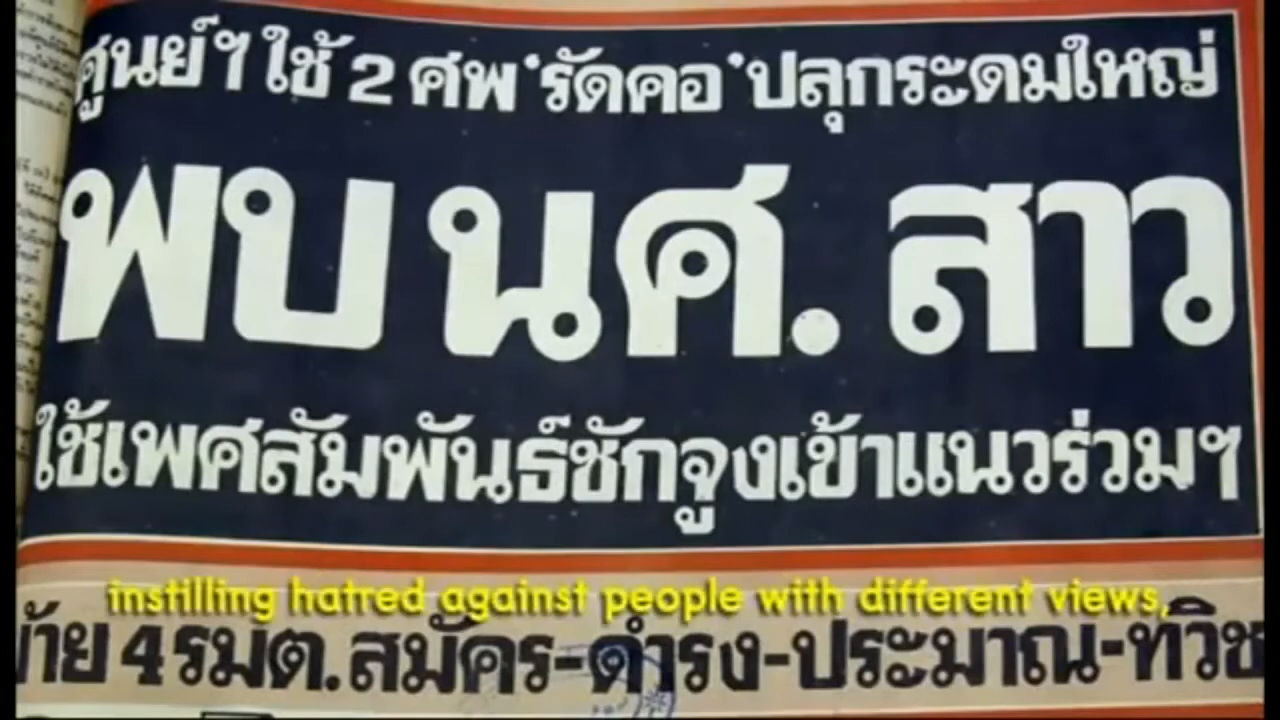 ศูนย์ฯ ใช้ 2 ศพ 'รัดคอ' ปลุกระดมใหญ่
พบ นศ. สาว
ใช้เพศสัมพันธ์ชักจูงเข้าแนวร่วมฯ
instilling hatred against people with different views,
ย้าย 4 รมต. สมัคร-ดำรง-ประมาณ-ทวิช